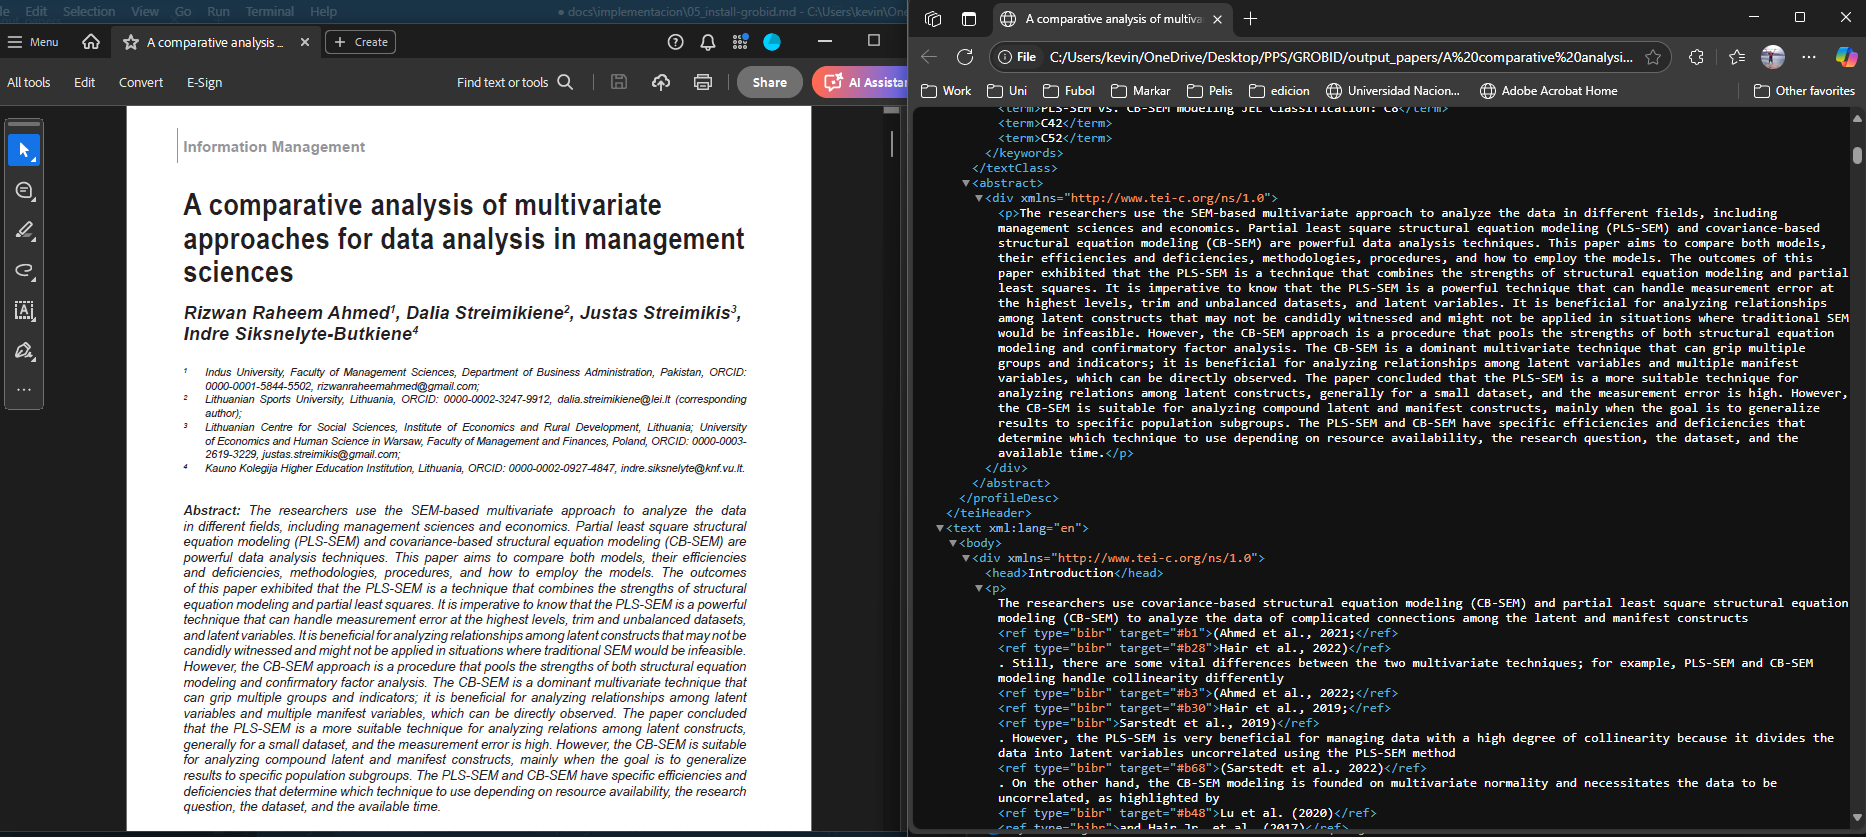 Edit Selection View Go Run Terminal Help
● docs\implementacion\05_install-grobid.md - C:\Users\kevin\OneD
Menu
A comparative analysis ...
Create
All tools Edit Convert E-Sign
Find text or tools
Share
AI Assistan
Information Management
A comparative analysis of multivariate
approaches for data analysis in management
sciences
Rizwan Raheem Ahmed1, Dalia Streimikiene2, Justas Streimikis3,
Indre Siksnelyte-Butkiene4
1 Indus University, Faculty of Management Sciences, Department of Business Administration, Pakistan, ORCID:
0000-0001-5844-5502, rizwanraheemahmed@gmail.com;
2 Lithuanian Sports University, Lithuania, ORCID: 0000-0002-3247-9912, dalia.streimikiene@lei.lt (corresponding
author);
3 Lithuanian Centre for Social Sciences, Institute of Economics and Rural Development, Lithuania; University
of Economics and Human Science in Warsaw, Faculty of Management and Finances, Poland, ORCID: 0000-0003-
2619-3229, justas.streimikis@gmail.com;
4 Kauno Kolegija Higher Education Institution, Lithuania, ORCID: 0000-0002-0927-4847, indre.siksnelyte@knf.vu.lt.
Abstract: The researchers use the SEM-based multivariate approach to analyze the data
in different fields, including management sciences and economics. Partial least square structural
equation modeling (PLS-SEM) and covariance-based structural equation modeling (CB-SEM) are
powerful data analysis techniques. This paper aims to compare both models, their efficiencies
and deficiencies, methodologies, procedures, and how to employ the models. The outcomes
of this paper exhibited that the PLS-SEM is a technique that combines the strengths of structural
equation modeling and partial least squares. It is imperative to know that the PLS-SEM is a powerful
technique that can handle measurement error at the highest levels, trim and unbalanced datasets,
and latent variables. It is beneficial for analyzing relationships among latent constructs that may not be
candidly witnessed and might not be applied in situations where traditional SEM would be infeasible.
However, the CB-SEM approach is a procedure that pools the strengths of both structural equation
modeling and confirmatory factor analysis. The CB-SEM is a dominant multivariate technique that
can grip multiple groups and indicators; it is beneficial for analyzing relationships among latent
variables and multiple manifest variables, which can be directly observed. The paper concluded
that the PLS-SEM is a more suitable technique for analyzing relations among latent constructs,
generally for a small dataset, and the measurement error is high. However, the CB-SEM is suitable
for analyzing compound latent and manifest constructs, mainly when the goal is to generalize
results to specific population subgroups. The PLS-SEM and CB-SEM have specific efficiencies and
deficiencies that determine which technique to use depending on resource availability, the research
question, the dataset, and the available time.
A comparative analysis of multiva
File C:/Users/kevin/OneDrive/Desktop/PPS/GROBID/output_papers/A%20comparative%20analysi...
Work Uni Fubol Markar Pelis edicion Universidad Nacion... Adobe Acrobat Home Other favorites
<term>PLS-SEM vs. CB-SEM modeling JEL Classification: C8</term>
<term>C42</term>
<term>C52</term>
</keywords>
</textClass>
▼<abstract>
▼<div xmlns="http://www.tei-c.org/ns/1.0">
<p>The researchers use the SEM-based multivariate approach to analyze the data in different fields, including
management sciences and economics. Partial least square structural equation modeling (PLS-SEM) and covariance-based
structural equation modeling (CB-SEM) are powerful data analysis techniques. This paper aims to compare both models,
their efficiencies and deficiencies, methodologies, procedures, and how to employ the models. The outcomes of this
paper exhibited that the PLS-SEM is a technique that combines the strengths of structural equation modeling and partial
least squares. It is imperative to know that the PLS-SEM is a powerful technique that can handle measurement error at
the highest levels, trim and unbalanced datasets, and latent variables. It is beneficial for analyzing relationships
among latent constructs that may not be candidly witnessed and might not be applied in situations where traditional SEM
would be infeasible. However, the CB-SEM approach is a procedure that pools the strengths of both structural equation
modeling and confirmatory factor analysis. The CB-SEM is a dominant multivariate technique that can grip multiple
groups and indicators; it is beneficial for analyzing relationships among latent variables and multiple manifest
variables, which can be directly observed. The paper concluded that the PLS-SEM is a more suitable technique for
analyzing relations among latent constructs, generally for a small dataset, and the measurement error is high. However,
the CB-SEM is suitable for analyzing compound latent and manifest constructs, mainly when the goal is to generalize
results to specific population subgroups. The PLS-SEM and CB-SEM have specific efficiencies and deficiencies that
determine which technique to use depending on resource availability, the research question, the dataset, and the
available time.</p>
</div>
</abstract>
</profileDesc>
</teiHeader>
▼<text xml:lang="en">
▼<body>
▼<div xmlns="http://www.tei-c.org/ns/1.0">
<head>Introduction</head>
▼<p>
The researchers use covariance-based structural equation modeling (CB-SEM) and partial least square structural equation
modeling (CB-SEM) to analyze the data of complicated connections among the latent and manifest constructs
<ref type="bibr" target="#b1">(Ahmed et al., 2021;</ref>
<ref type="bibr" target="#b28">Hair et al., 2022)</ref>
. Still, there are some vital differences between the two multivariate techniques; for example, PLS-SEM and CB-SEM
modeling handle collinearity differently
<ref type="bibr" target="#b3">(Ahmed et al., 2022;</ref>
<ref type="bibr" target="#b30">Hair et al., 2019;</ref>
<ref type="bibr">Sarstedt et al., 2019)</ref>
. However, the PLS-SEM is very beneficial for managing data with a high degree of collinearity because it divides the
data into latent variables uncorrelated using the PLS-SEM method
<ref type="bibr" target="#b68">(Sarstedt et al., 2022)</ref>
. On the other hand, the CB-SEM modeling is founded on multivariate normality and necessitates the data to be
uncorrelated, as highlighted by
<ref type="bibr" target="#b48">Lu et al. (2020)</ref>
<ref type="bibr">and Hair Jr. et al. (2017)</ref>